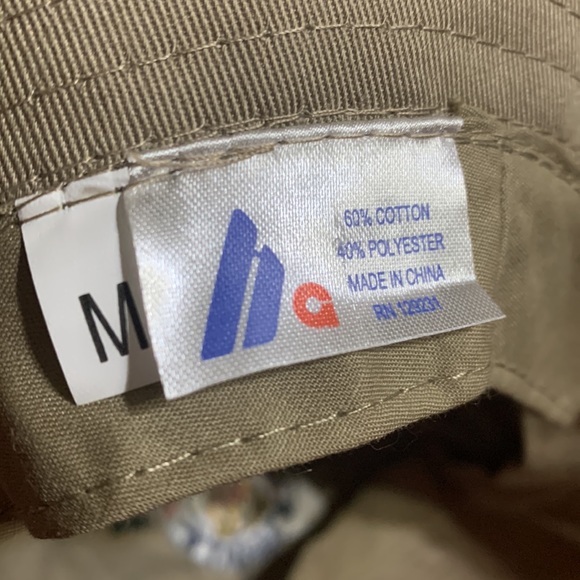 M
60% COTTON
40% POLYESTER
MADE IN CHINA
RN